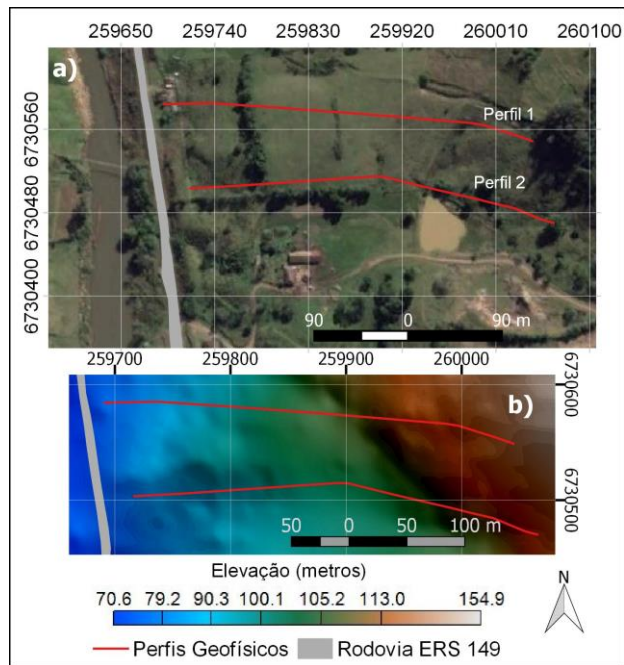 259650 259740 259830 259920 260010 260100
a)
6730560
Perfil 1
6730480
Perfil 2
6730400
90 0 90 m
259700 259800 259900 260000
b)
6730600
6730500
50 0 50 100 m
Elevação (metros)
70.6 79.2 90.3 100.1 105.2 113.0 154.9
N
Perfis Geofísicos Rodovia ERS 149